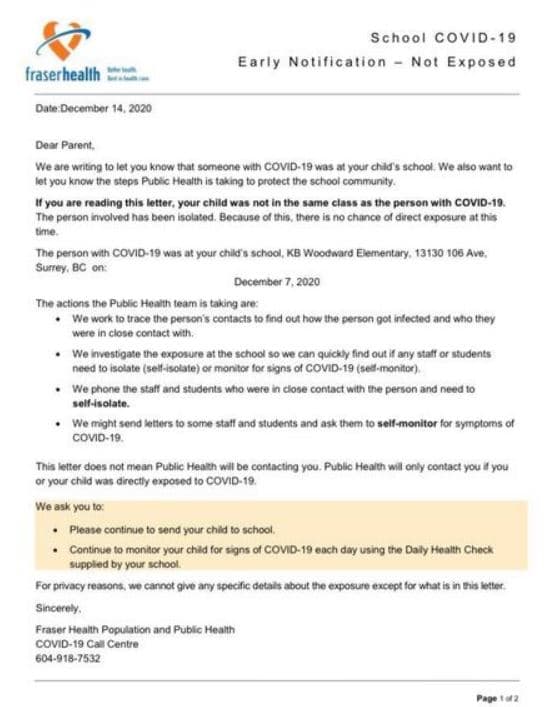 School COVID-19
Early Notification – Not Exposed
fraserhealth
Better health.
Best in health care.
Date:December 14, 2020
Dear Parent,
We are writing to let you know that someone with COVID-19 was at your child's school. We also want to
let you know the steps Public Health is taking to protect the school community.
If you are reading this letter, your child was not in the same class as the person with COVID-19.
The person involved has been isolated. Because of this, there is no chance of direct exposure at this
time.
The person with COVID-19 was at your child's school, KB Woodward Elementary, 13130 106 Ave,
Surrey, BC on:
December 7, 2020
The actions the Public Health team is taking are:
• We work to trace the person's contacts to find out how the person got infected and who they
were in close contact with.
• We investigate the exposure at the school so we can quickly find out if any staff or students
need to isolate (self-isolate) or monitor for signs of COVID-19 (self-monitor).
• We phone the staff and students who were in close contact with the person and need to
self-isolate.
• We might send letters to some staff and students and ask them to self-monitor for symptoms of
COVID-19.
This letter does not mean Public Health will be contacting you. Public Health will only contact you if you
or your child was directly exposed to COVID-19.
We ask you to:
• Please continue to send your child to school.
• Continue to monitor your child for signs of COVID-19 each day using the Daily Health Check
supplied by your school.
For privacy reasons, we cannot give any specific details about the exposure except for what is in this letter.
Sincerely,
Fraser Health Population and Public Health
COVID-19 Call Centre
604-918-7532
Page 1 of 2